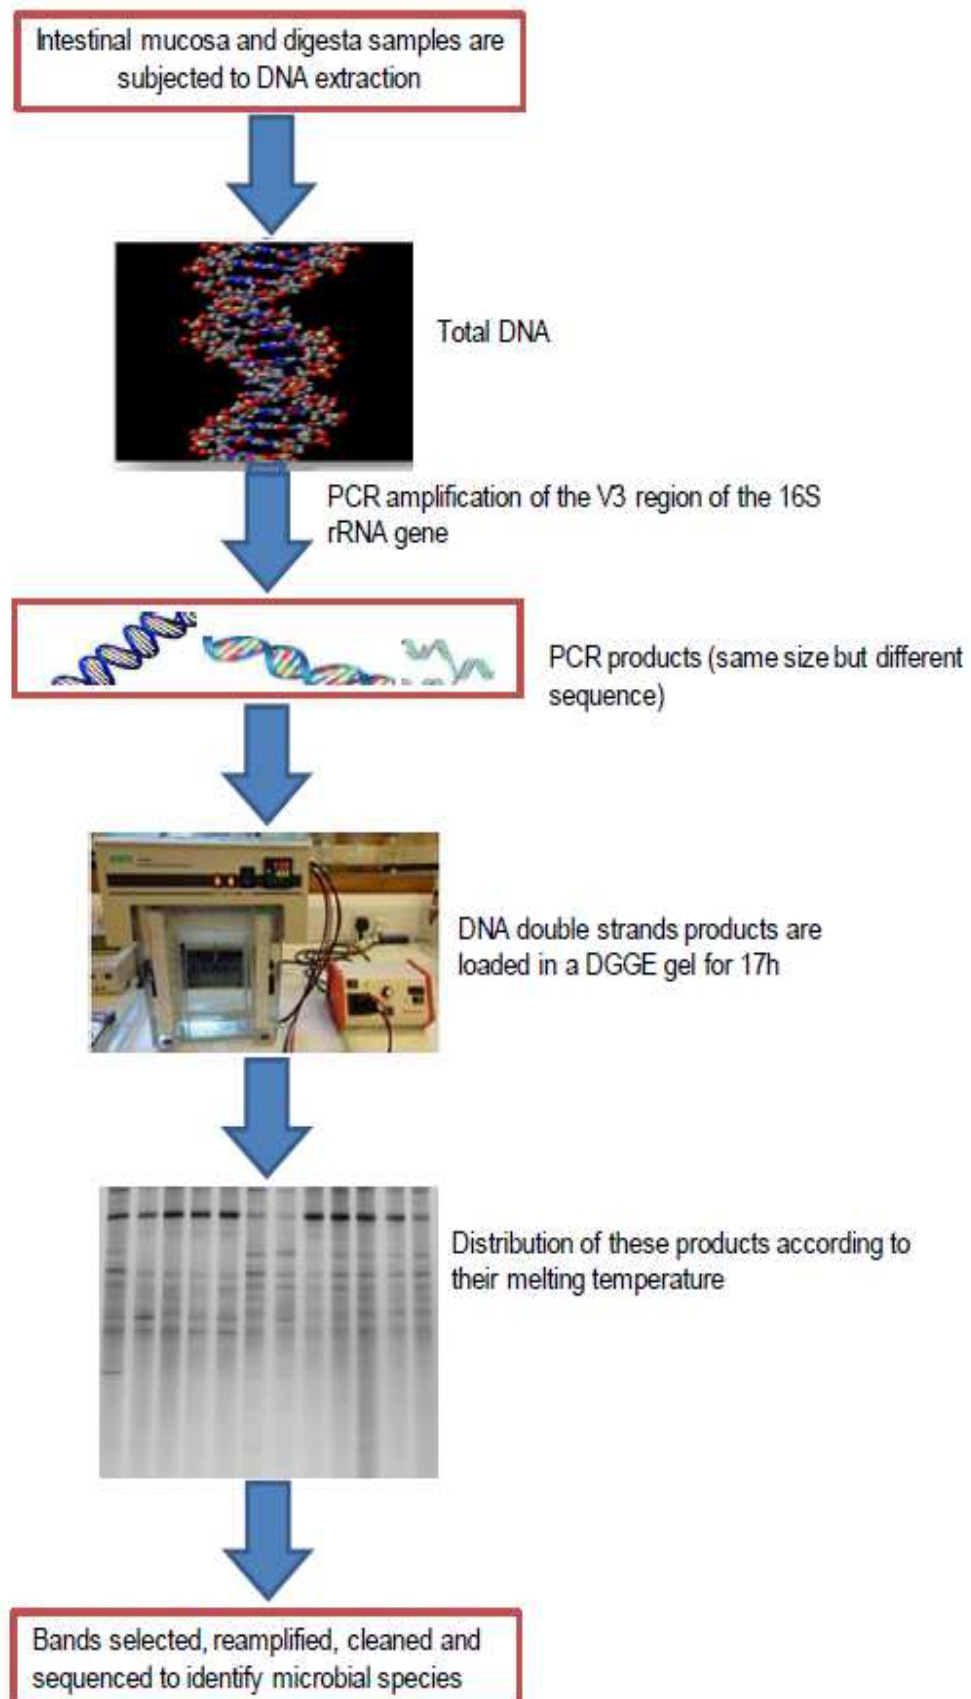 Intestinal mucosa and digesta samples are
subjected to DNA extraction
Total DNA
PCR amplification of the V3 region of the 16S
rRNA gene
PCR products (same size but different
sequence)
DNA double strands products are
loaded in a DGGE gel for 17h
Distribution of these products according to
their melting temperature
Bands selected, reamplified, cleaned and
sequenced to identify microbial species